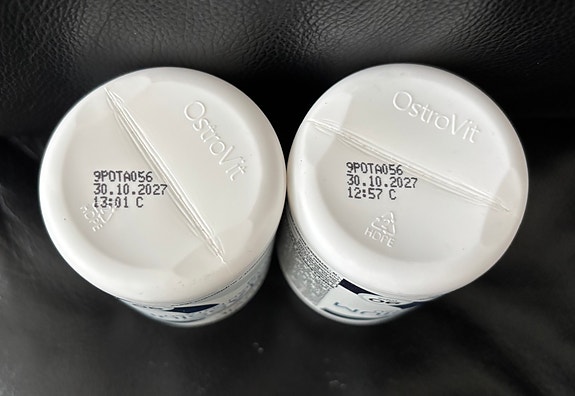 OstroVit
9POTA056
30.10.2027
13:01 C
HDPE
OstroVit
9POTA056
30.10.2027
12:57 C
HDPE